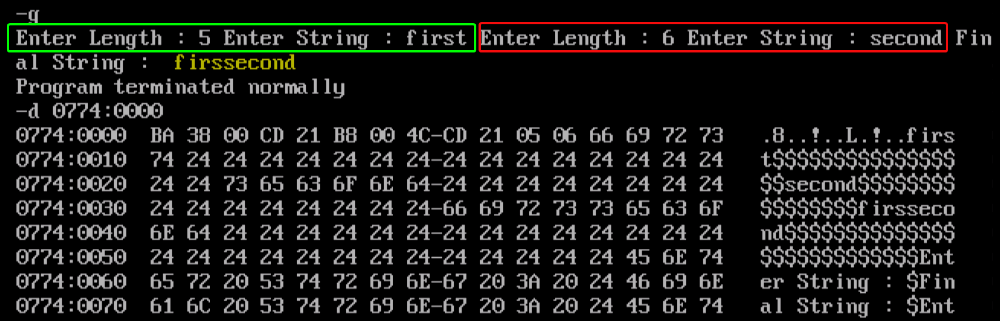 -g
Enter Length : 5 Enter String : first Enter Length : 6 Enter String : second Fin
al String :  firssecond
Program terminated normally
-d 0774:0000
0774:0000  BA 38 00 CD 21 B8 00 4C-CD 21 05 06 66 69 72 73   .8..!..L.!..firs
0774:0010  74 24 24 24 24 24 24 24-24 24 24 24 24 24 24 24   t$$$$$$$$$$$$$$$
0774:0020  24 24 73 65 63 6F 6E 64-24 24 24 24 24 24 24 24   $$second$$$$$$$$
0774:0030  24 24 24 24 24 24 24 24-66 69 72 73 73 65 63 6F   $$$$$$$$firsseco
0774:0040  6E 64 24 24 24 24 24 24-24 24 24 24 24 24 24 24   nd$$$$$$$$$$$$$$
0774:0050  24 24 24 24 24 24 24 24-24 24 24 24 24 45 6E 74   $$$$$$$$$$$$$Ent
0774:0060  65 72 20 53 74 72 69 6E-67 20 3A 20 24 46 69 6E   er String : $Fin
0774:0070  61 6C 20 53 74 72 69 6E-67 20 3A 20 24 45 6E 74   al String : $Ent